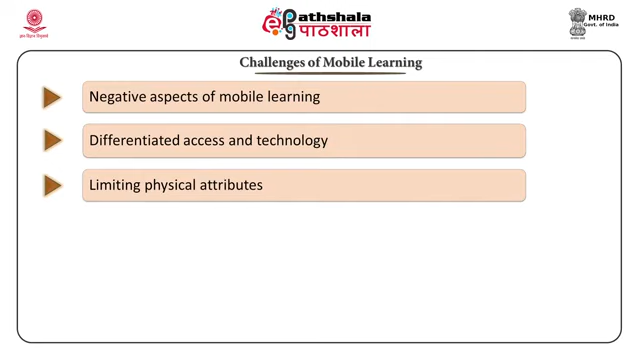 Pathshala
पाठशाला
MHRD
Govt. of India
Challenges of Mobile Learning
Negative aspects of mobile learning
Differentiated access and technology
Limiting physical attributes